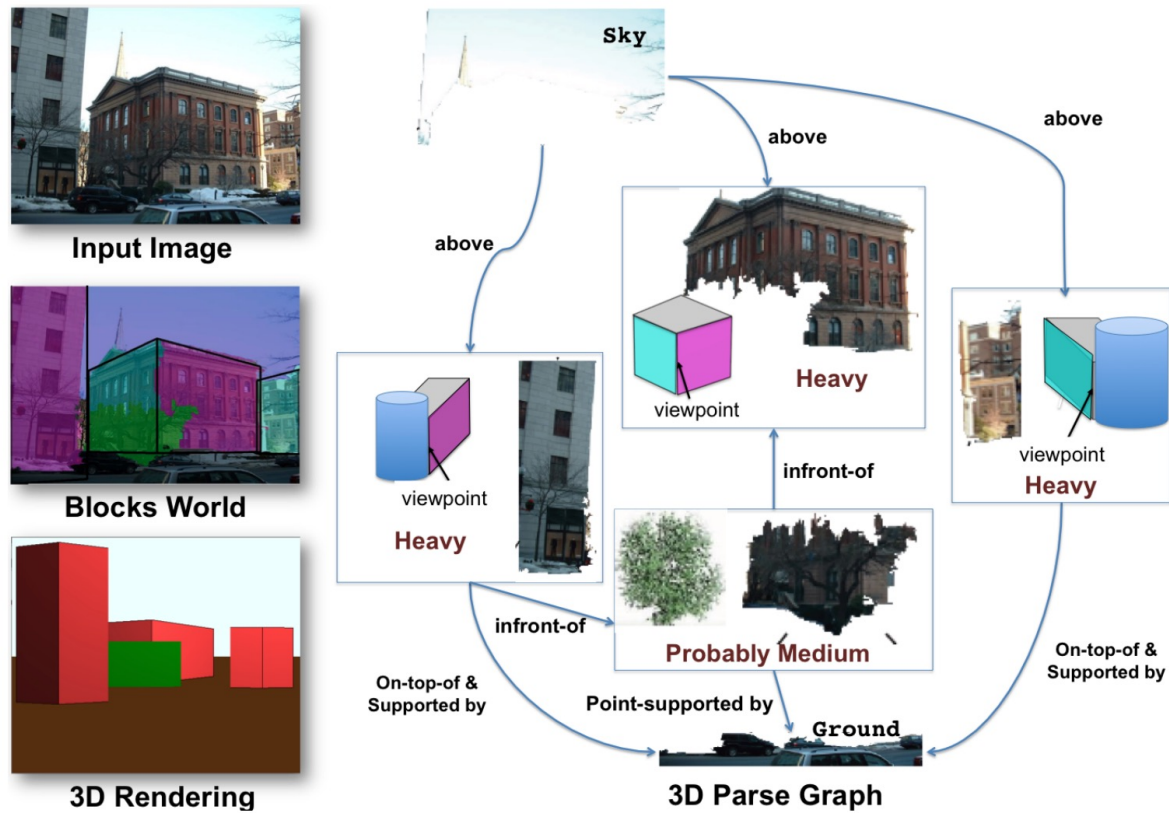 Input Image
Blocks World
3D Rendering
Sky
above
above
above
viewpoint
Heavy
viewpoint
Heavy
viewpoint
Heavy
infront-of
infront-of
Probably Medium
On-top-of &
Supported by
Point-supported by
On-top-of &
Supported by
Ground
3D Parse Graph